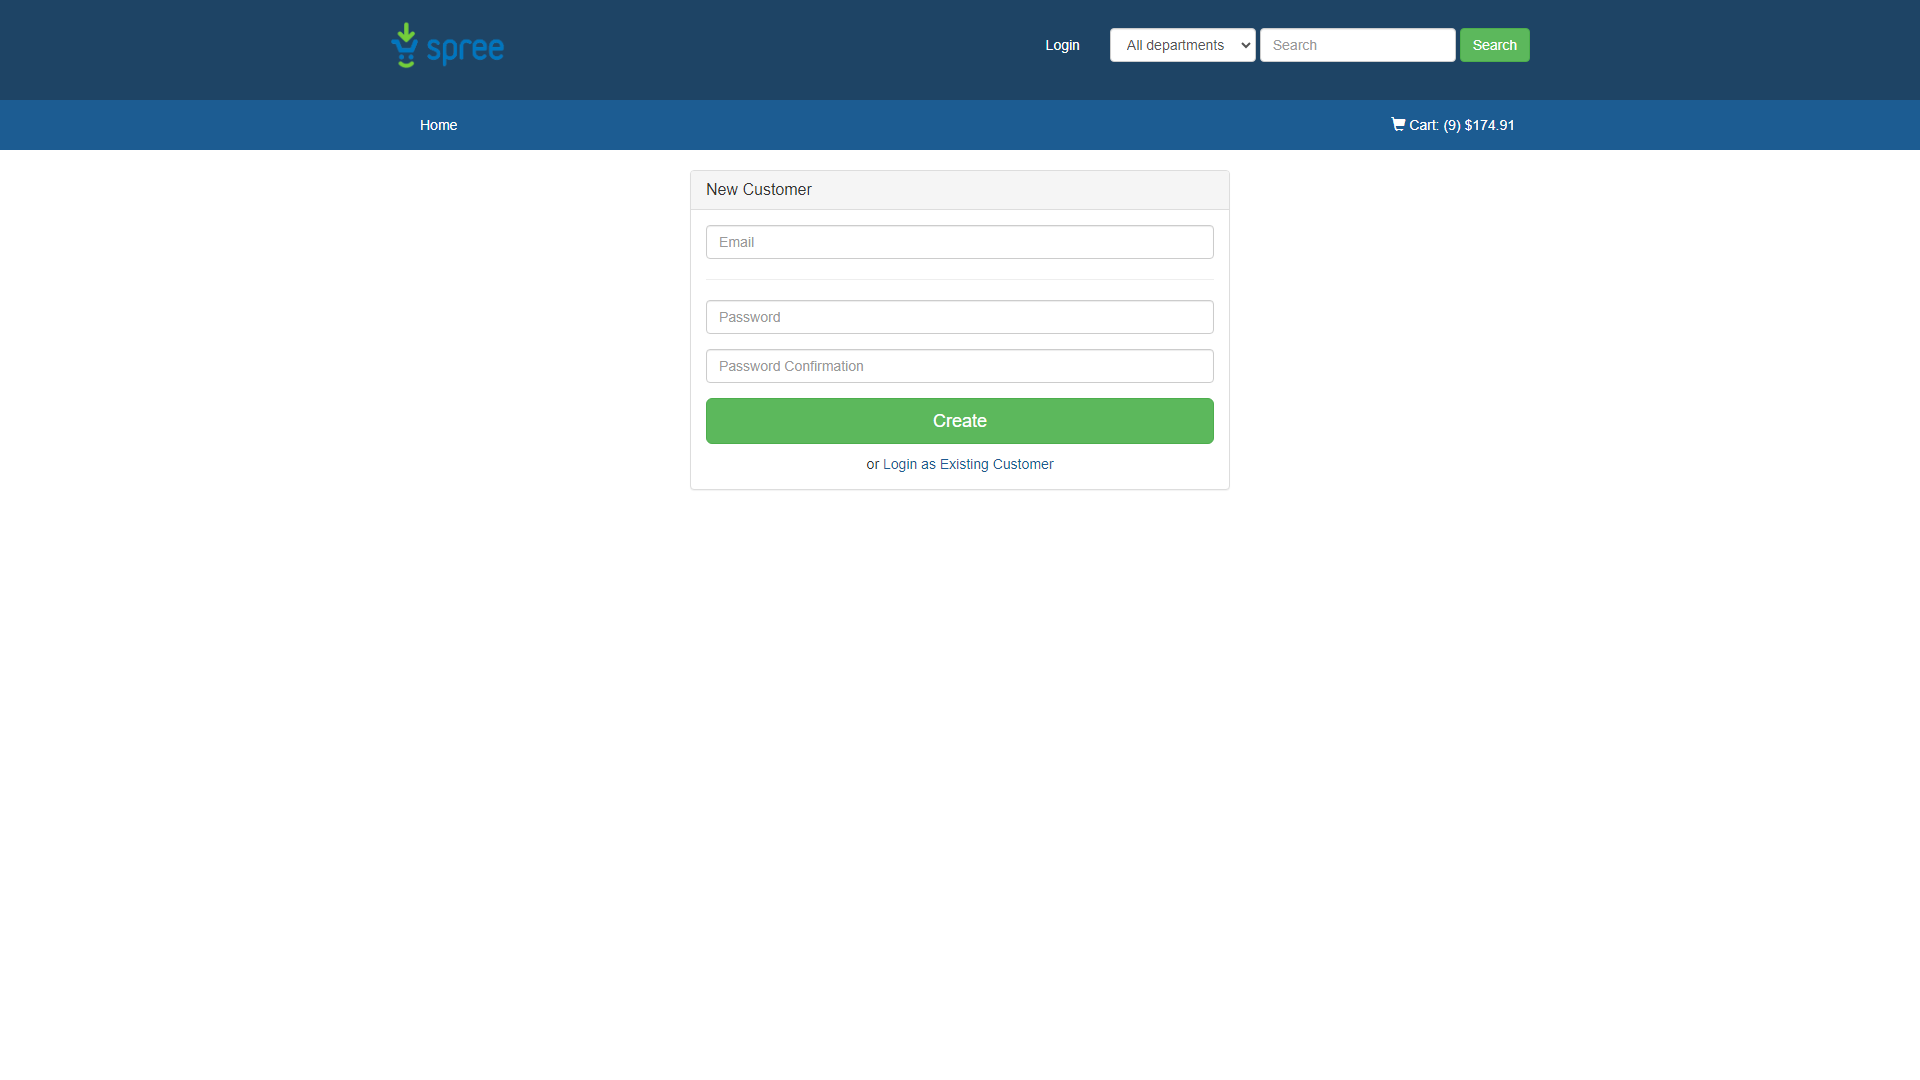 spree
Login
All departments
Search
Search
Home
Cart: (9) $174.91
New Customer
Email
Password
Password Confirmation
Create
or Login as Existing Customer